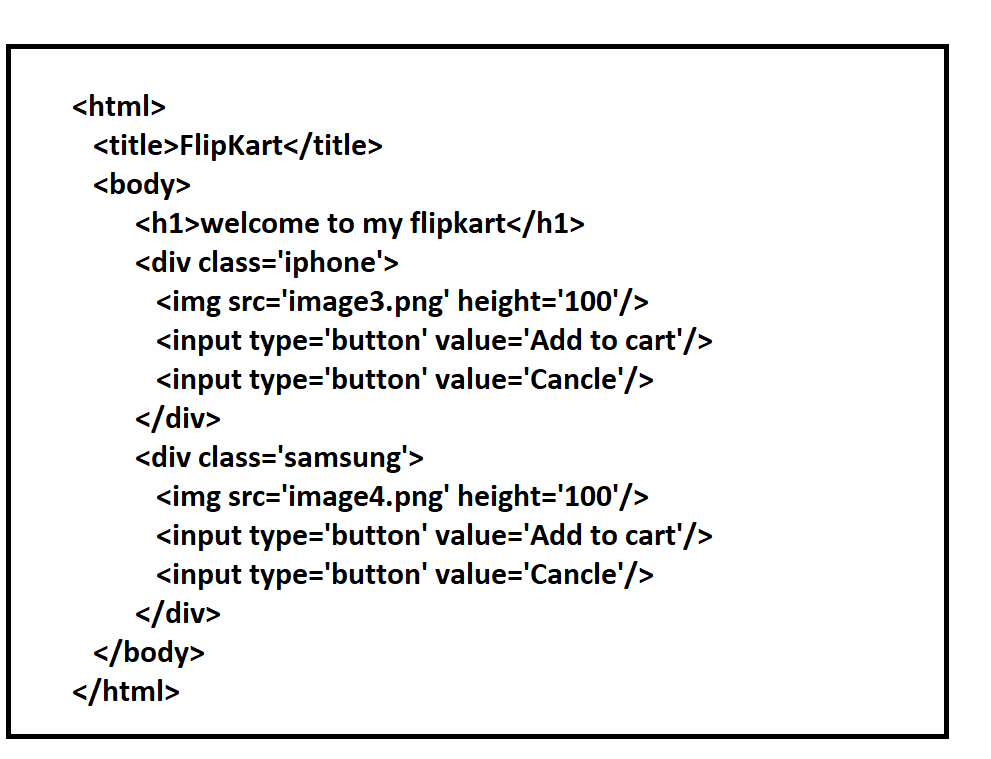 <html>
<title>FlipKart</title>
<body>
<h1>welcome to my flipkart</h1>
<div class='iphone'>
<img src='image3.png' height='100'/>
<input type='button' value='Add to cart'/>
<input type='button' value='Cancle'/>
</div>
<div class='samsung'>
<img src='image4.png' height='100'/>
<input type='button' value='Add to cart'/>
<input type='button' value='Cancle'/>
</div>
</body>
</html>